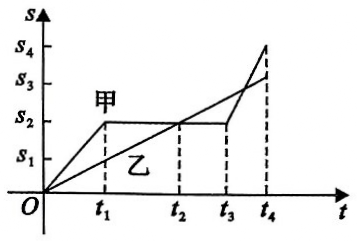 s
s₄
s₃
甲
s₂
s₁
乙
O
t₁
t₂
t₃
t₄
t